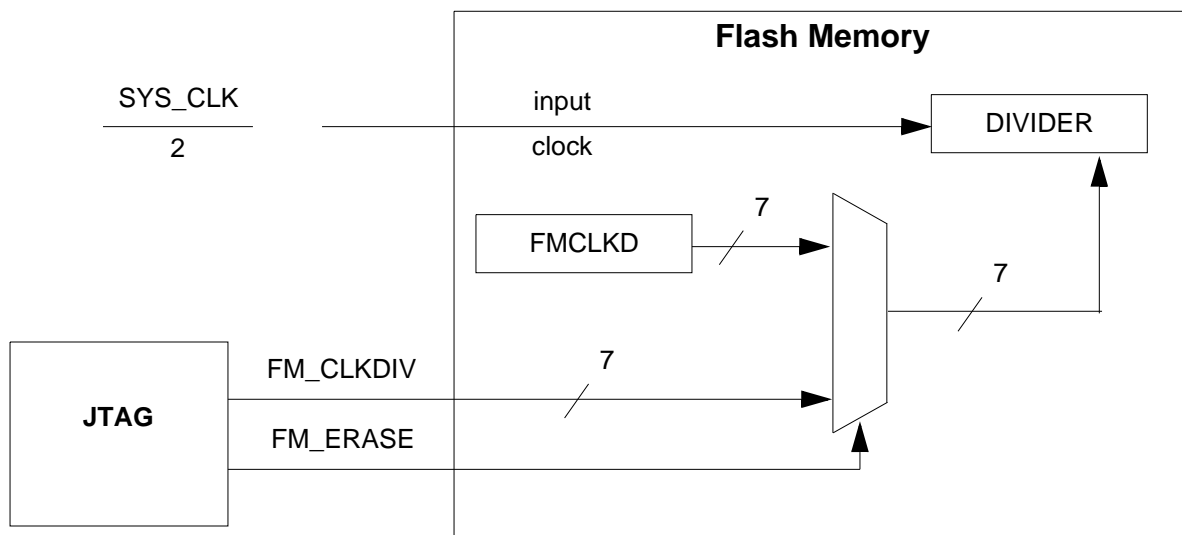 Flash Memory
SYS_CLK
2
input
clock
DIVIDER
7
FMCLKD
7
7
FM_CLKDIV
JTAG
FM_ERASE